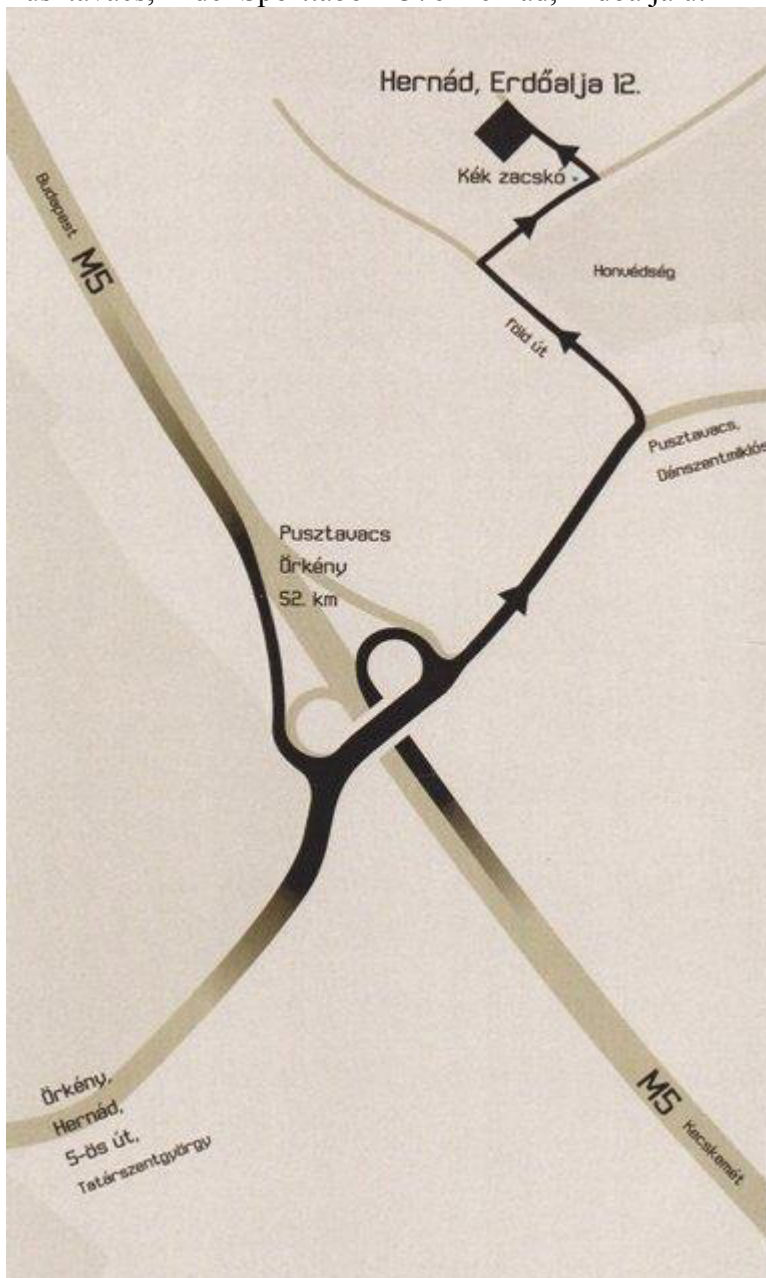 Hernád, Erdőalja 12.
Kék zacskó
Budapest
M5
Honvédség
Föld út
Pusztavacs,
Dánszentmiklós
Pusztavacs
Örkény
52. km
Örkény,
Hernád,
5-ös út,
Tatárszentgyörgy
M5
Kecskemét